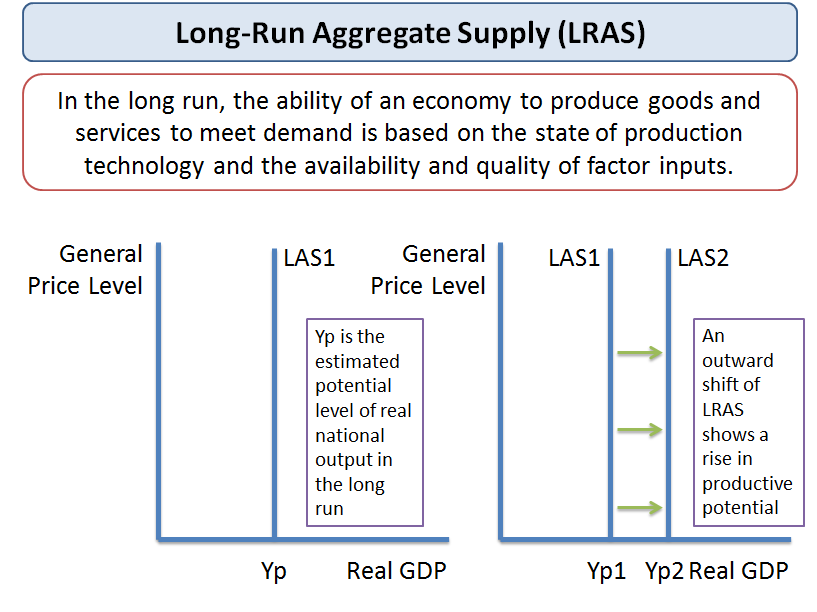 Long-Run Aggregate Supply (LRAS)
In the long run, the ability of an economy to produce goods and
services to meet demand is based on the state of production
technology and the availability and quality of factor inputs.
General
Price Level
LAS1
Yp is the
estimated
potential
level of real
national
output in
the long
run
Yp
Real GDP
General
Price Level
LAS1
LAS2
An
outward
shift of
LRAS
shows a
rise in
productive
potential
Yp1
Yp2
Real GDP